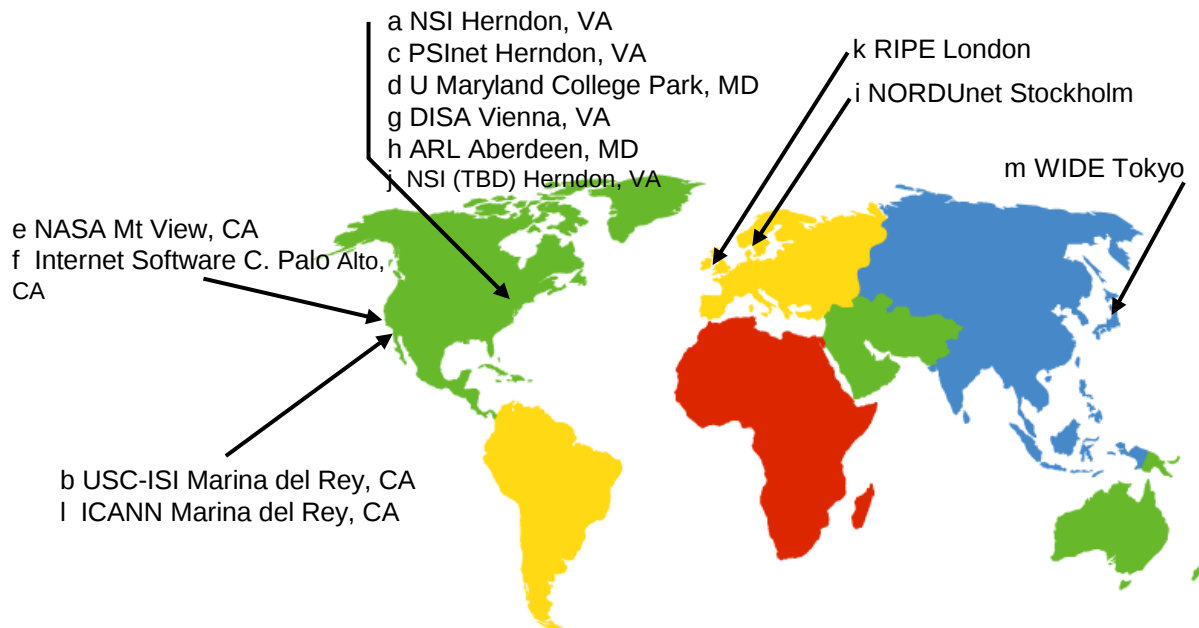 a NSI Herndon, VA
c PSInet Herndon, VA
d U Maryland College Park, MD
g DISA Vienna, VA
h ARL Aberdeen, MD
j NSI (TBD) Herndon, VA
k RIPE London
i NORDUnet Stockholm
m WIDE Tokyo
e NASA Mt View, CA
f Internet Software C. Palo Alto,
CA
b USC-ISI Marina del Rey, CA
l ICANN Marina del Rey, CA